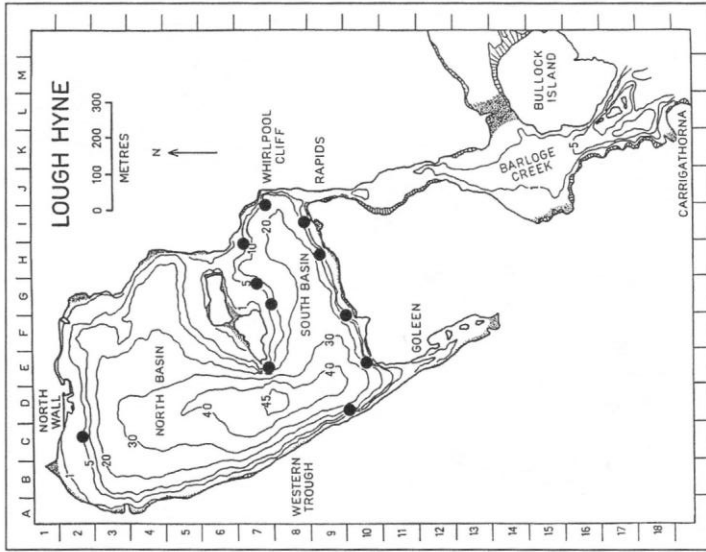 A B C D E F G H I J K L M
1
2
3
4
5
6
7
8
9
10
11
12
13
14
15
16
17
18
LOUGH HYNE
0 100 200 300
METRES
N
NORTH
WALL
1
5
20
NORTH BASIN
30
40
45
WESTERN
TROUGH
WHIRLPOOL
CLIFF
RAPIDS
10
5
1
20
SOUTH BASIN
30
40
GOLEEN
BULLOCK
ISLAND
BARLOGE
CREEK
5
CARRIGATHORNA